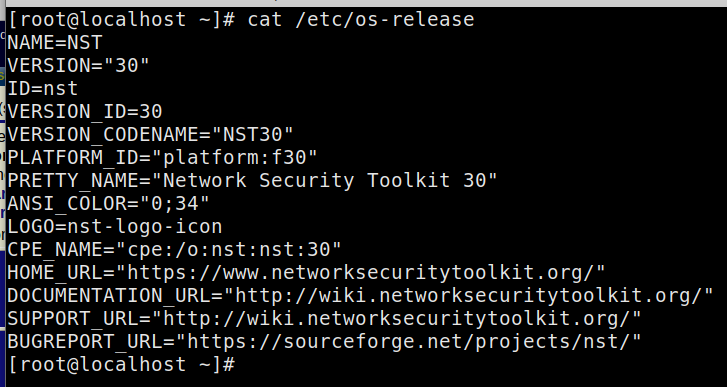 [root@localhost ~]# cat /etc/os-release
NAME=NST
VERSION="30"
ID=nst
VERSION_ID=30
VERSION_CODENAME="NST30"
PLATFORM_ID="platform:f30"
PRETTY_NAME="Network Security Toolkit 30"
ANSI_COLOR="0;34"
LOGO=nst-logo-icon
CPE_NAME="cpe:/o:nst:nst:30"
HOME_URL="https://www.networksecuritytoolkit.org/"
DOCUMENTATION_URL="http://wiki.networksecuritytoolkit.org/"
SUPPORT_URL="http://wiki.networksecuritytoolkit.org/"
BUGREPORT_URL="https://sourceforge.net/projects/nst/"
[root@localhost ~]#